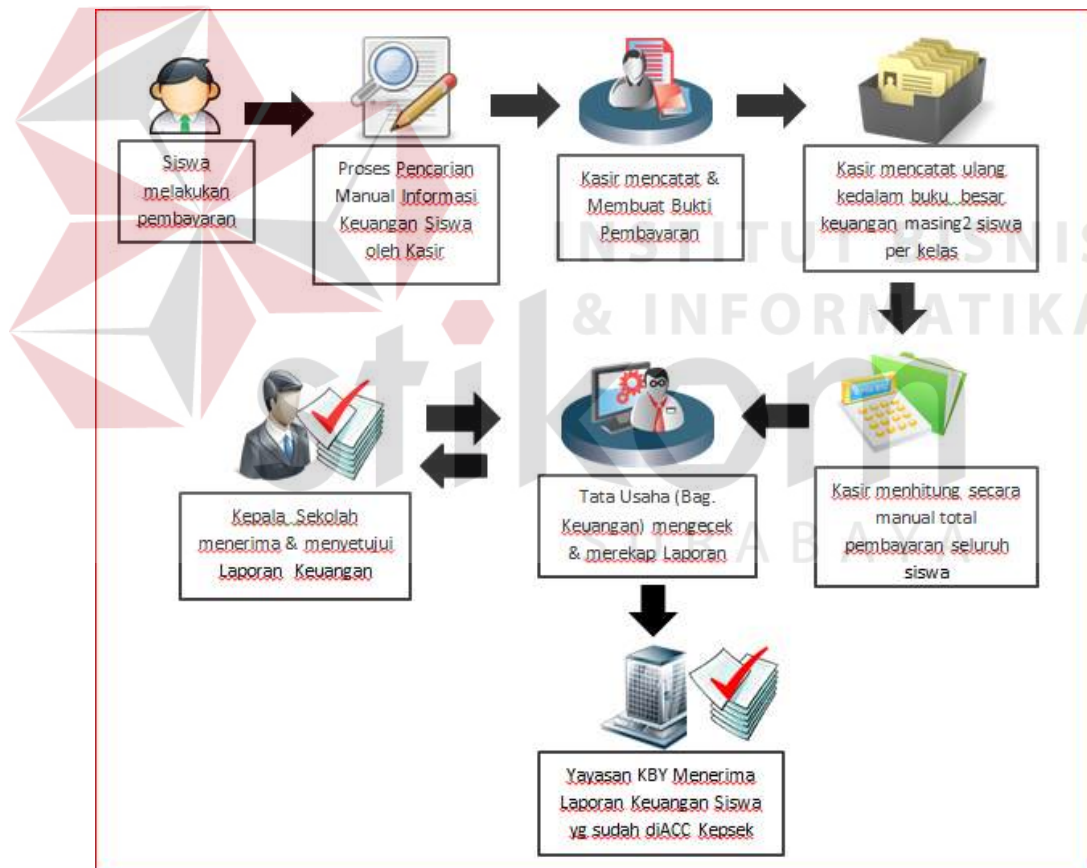 Siswa
melakukan
pembayaran
Proses Pencarian
Manual Informasi
Keuangan Siswa
oleh Kasir
Kasir mencatat &
Membuat Bukti
Pembayaran
Kasir mencatat ulang
kedalam buku besar
keuangan masing2 siswa
per kelas
INSTITUT BISNIS
& INFORMATIKA
stikom
SURABAYA
Kepala Sekolah
menerima & menyetujui
Laporan Keuangan
Tata Usaha (Bag.
Keuangan) mengecek
& merekap Laporan
Kasir menhitung secara
manual total
pembayaran seluruh
siswa
Yayasan KBY Menerima
Laporan Keuangan Siswa
yg sudah diACC Kepsek